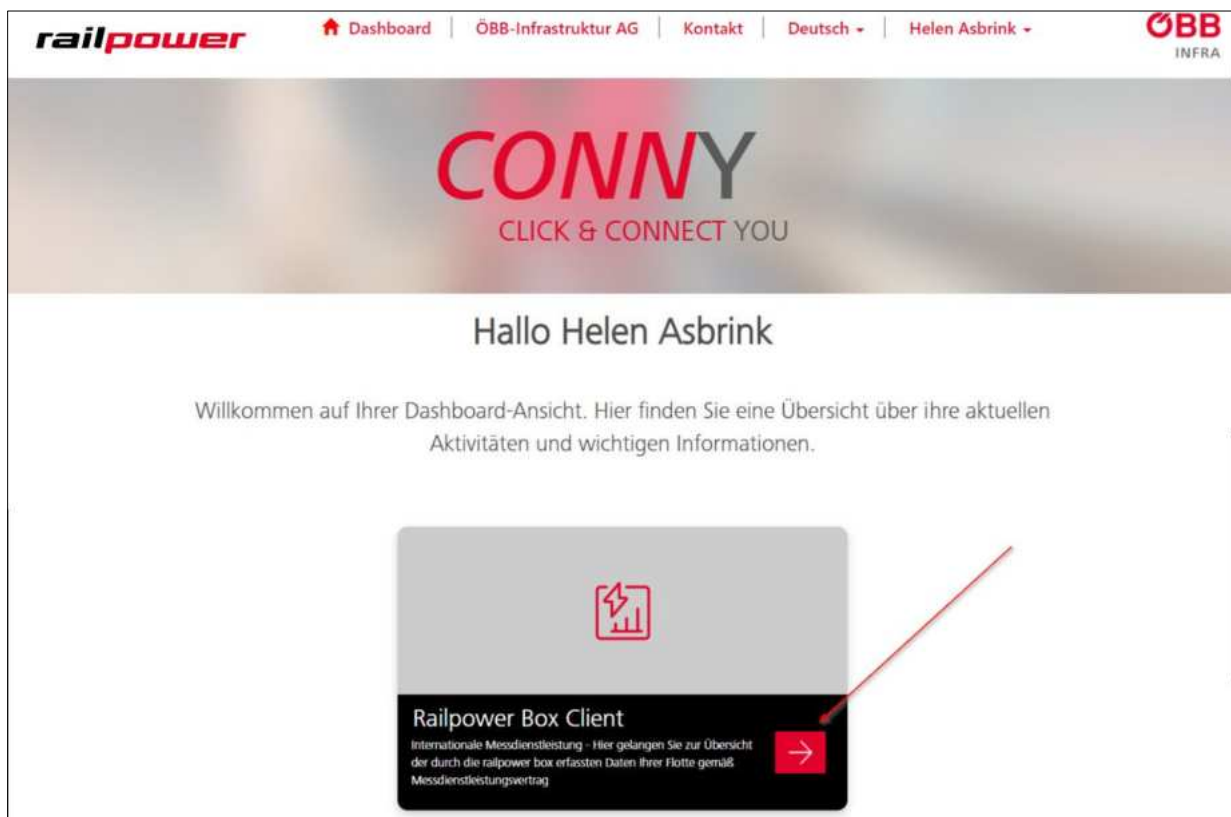 railpower
Dashboard | ÖBB-Infrastruktur AG | Kontakt | Deutsch | Helen Asbrink
ÖBB
INFRA
CONNY
CLICK & CONNECT YOU
Hallo Helen Asbrink
Willkommen auf Ihrer Dashboard-Ansicht. Hier finden Sie eine Übersicht über ihre aktuellen
Aktivitäten und wichtigen Informationen.
Railpower Box Client
Internationale Messdienstleistung - Hier gelangen Sie zur Übersicht
der durch die railpower box erfassten Daten Ihrer Flotte gemäß
Messdienstleistungsvertrag